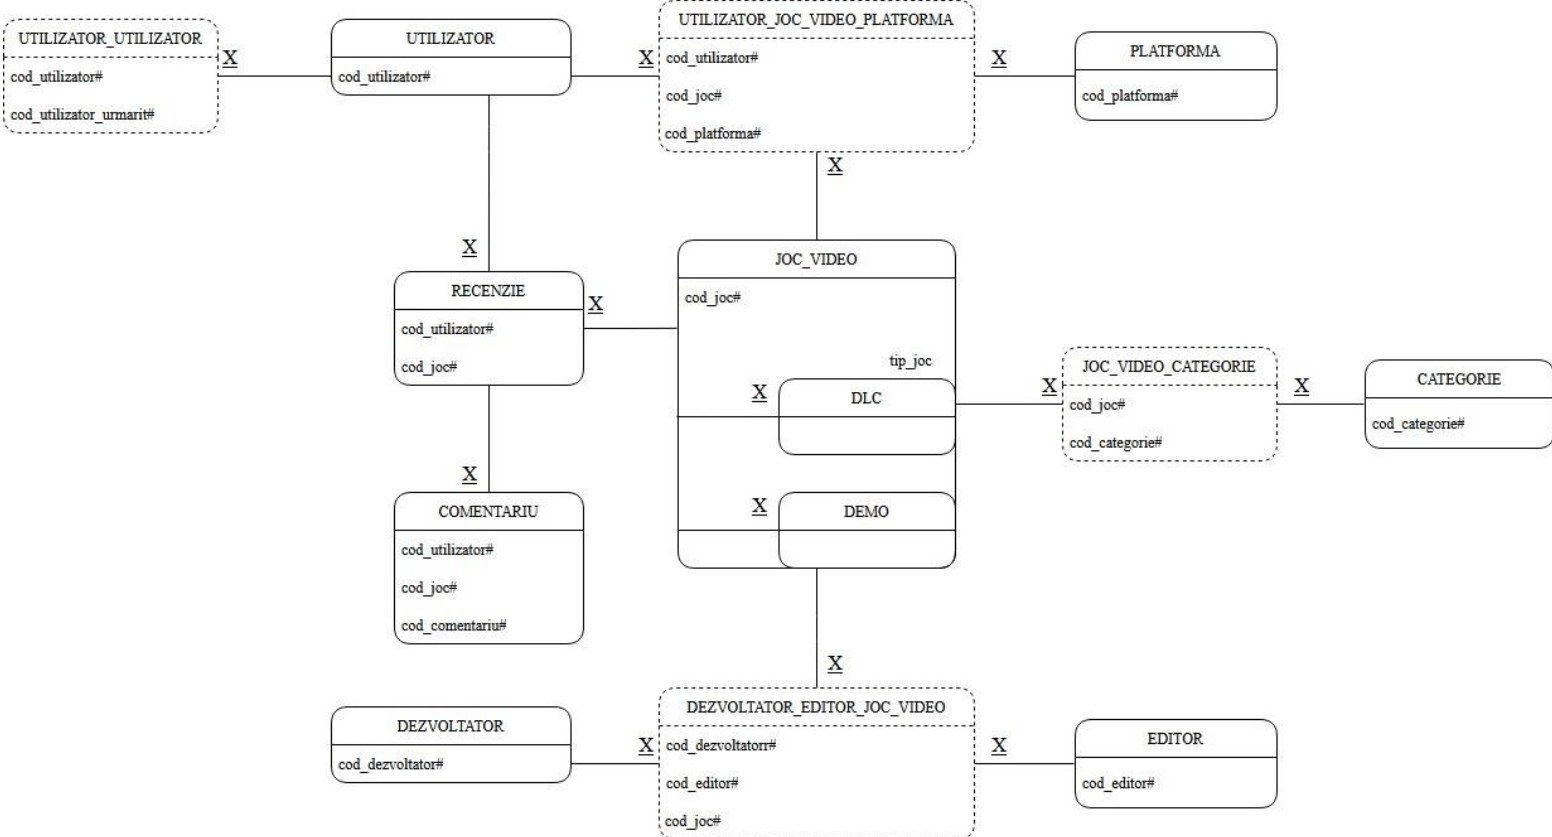 UTILIZATOR_UTILIZATOR
cod_utilizator#
cod_utilizator_urmarit#
X
UTILIZATOR
cod_utilizator#
X
UTILIZATOR_JOC_VIDEO_PLATFORMA
cod_utilizator#
cod_joc#
cod_platforma#
X
PLATFORMA
cod_platforma#
X
X
RECENZIE
cod_utilizator#
cod_joc#
X
JOC_VIDEO
cod_joc#
tip_joc
X
DLC
X
DEMO
X
JOC_VIDEO_CATEGORIE
cod_joc#
cod_categorie#
X
CATEGORIE
cod_categorie#
X
COMENTARIU
cod_utilizator#
cod_joc#
cod_comentariu#
X
DEZVOLTATOR
cod_dezvoltator#
X
DEZVOLTATOR_EDITOR_JOC_VIDEO
cod_dezvoltatorr#
cod_editor#
cod_joc#
X
EDITOR
cod_editor#